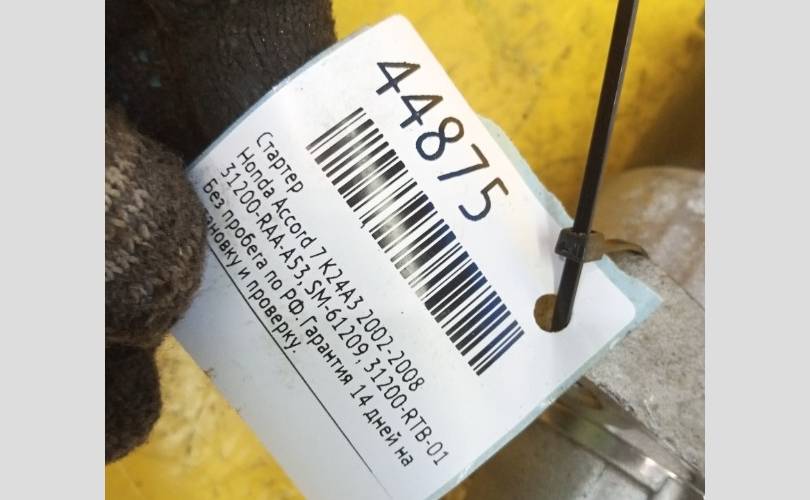 44875
Стартер
Honda Accord 7 K24A3 2002-2008
31200-RAA-A53, SM-61209, 31200-RTB-01
Без пробега по РФ. Гарантия 14 дней на
и проверку.